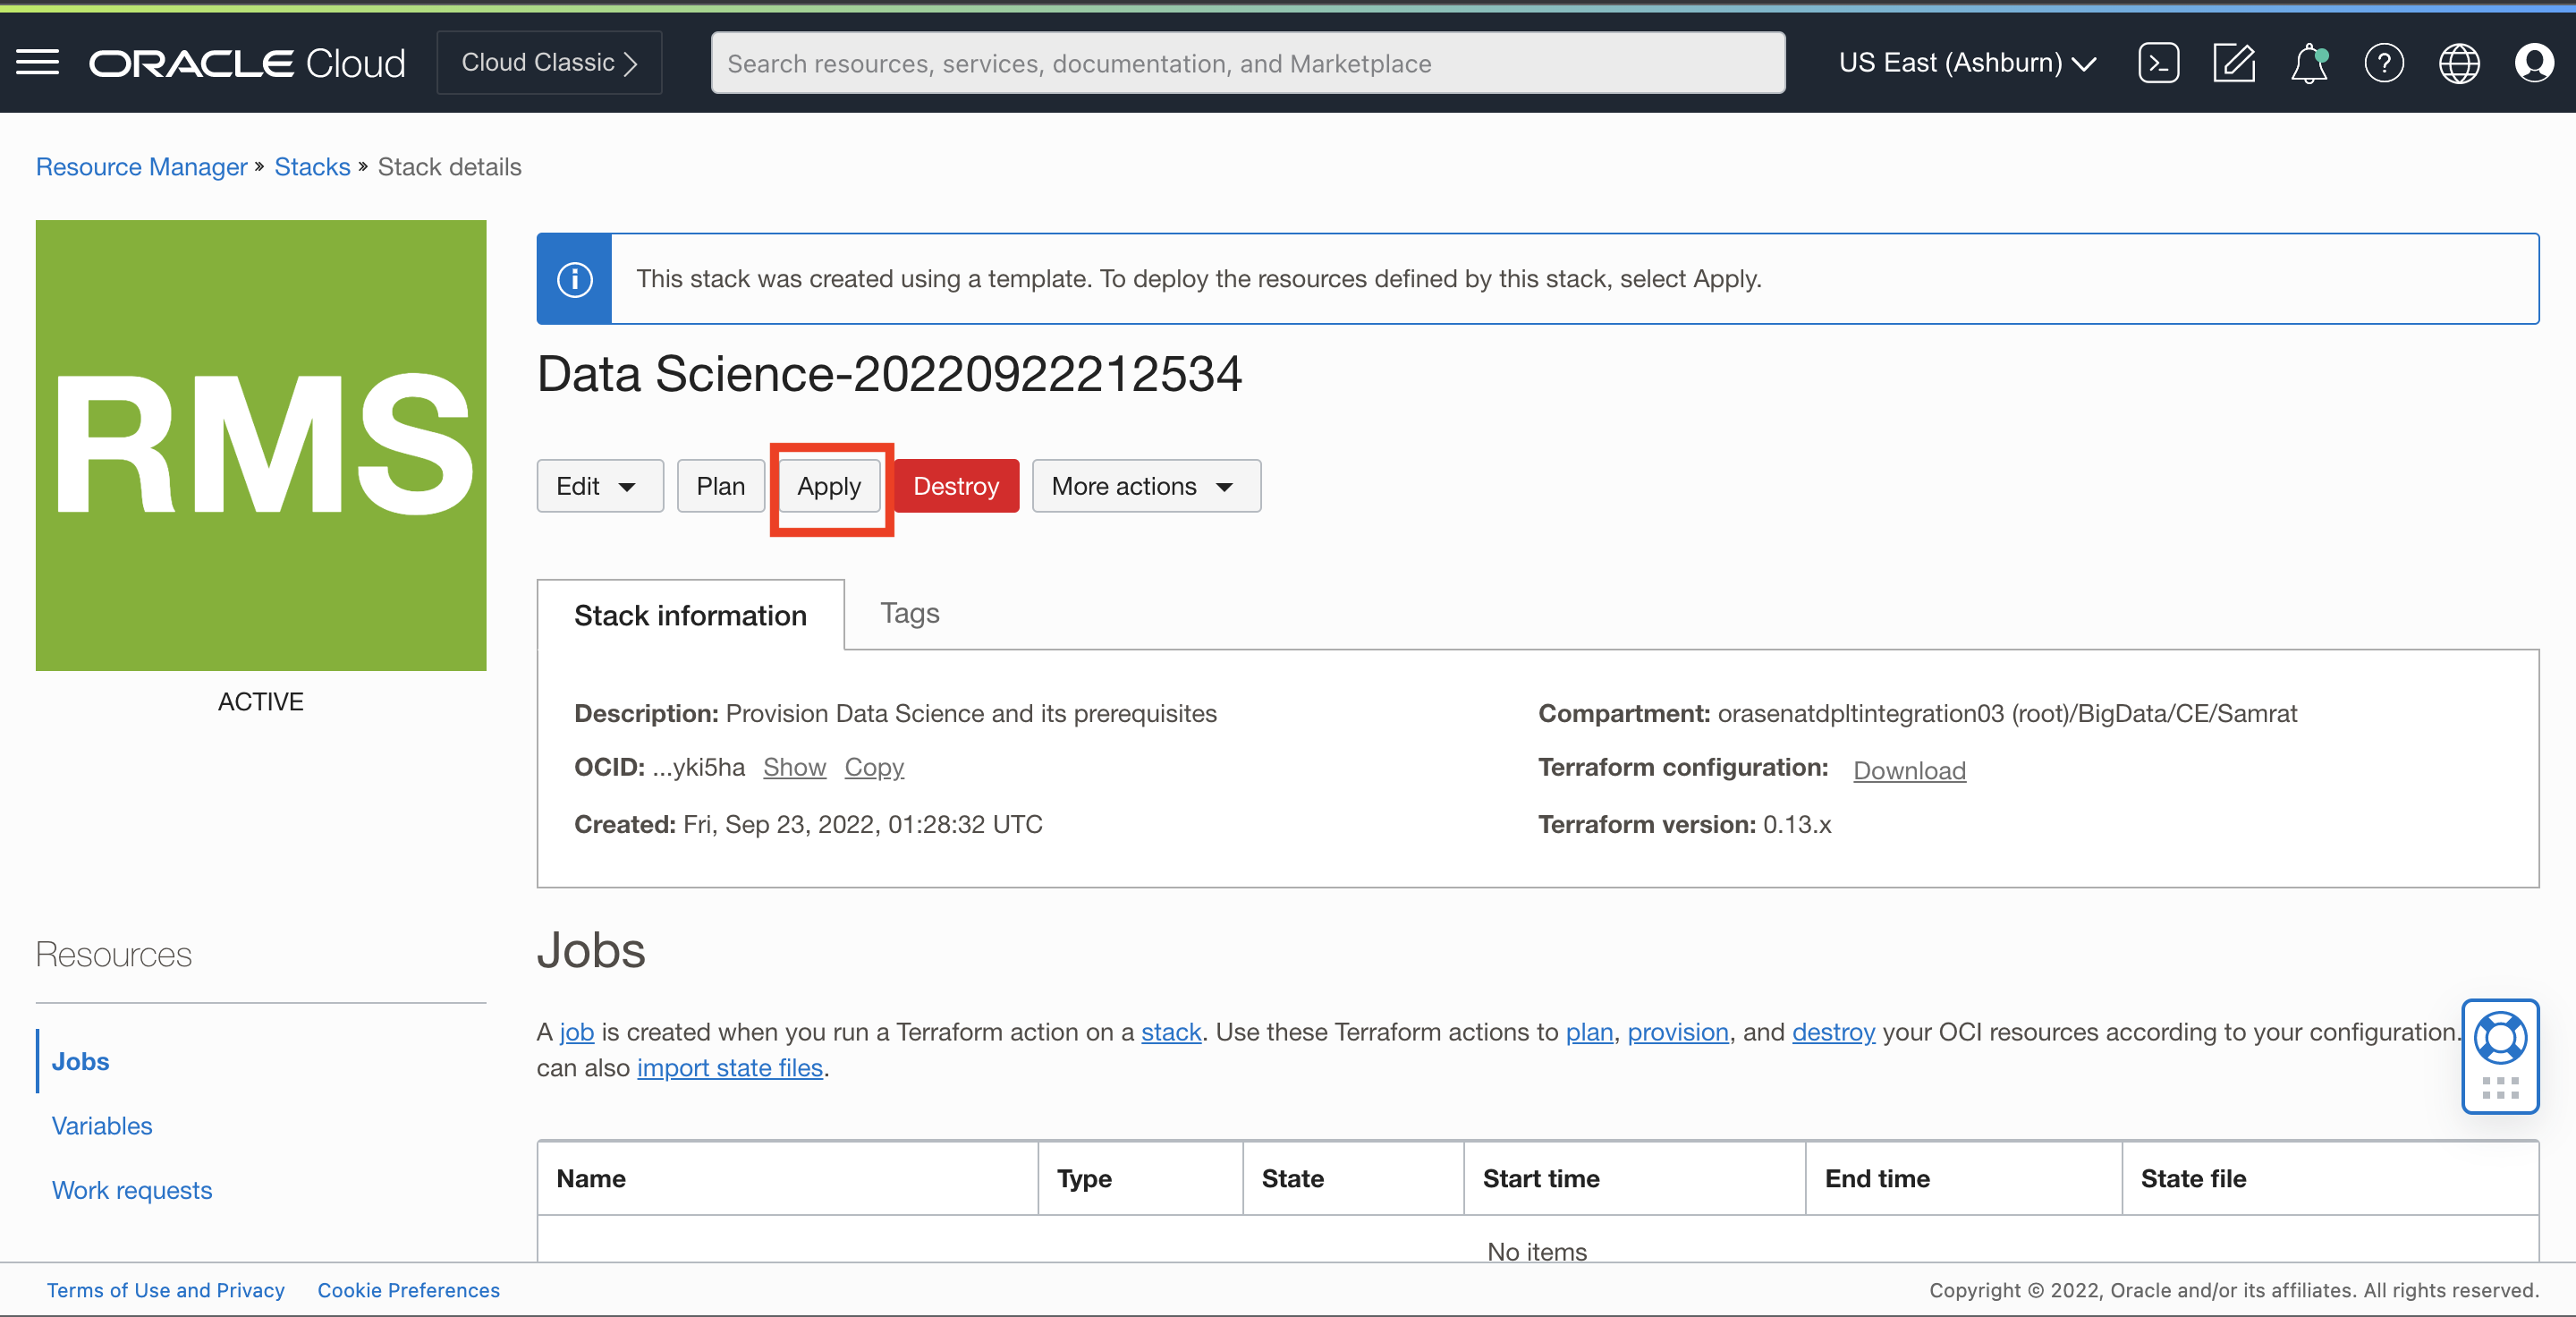 ORACLE Cloud
Cloud Classic
Search resources, services, documentation, and Marketplace
US East (Ashburn)
Resource Manager » Stacks » Stack details
RMS
ACTIVE
This stack was created using a template. To deploy the resources defined by this stack, select Apply.
Data Science-20220922212534
Edit Plan Apply Destroy More actions
Stack information Tags
Description: Provision Data Science and its prerequisites
Compartment: orasenatdpltintegration03 (root)/BigData/CE/Samrat
OCID: ...yki5ha Show Copy
Terraform configuration: Download
Created: Fri, Sep 23, 2022, 01:28:32 UTC
Terraform version: 0.13.x
Resources
Jobs
Variables
Work requests
Jobs
A job is created when you run a Terraform action on a stack. Use these Terraform actions to plan, provision, and destroy your OCI resources according to your configuration.
can also import state files.
Name Type State Start time End time State file
No items
Terms of Use and Privacy Cookie Preferences
Copyright © 2022, Oracle and/or its affiliates. All rights reserved.